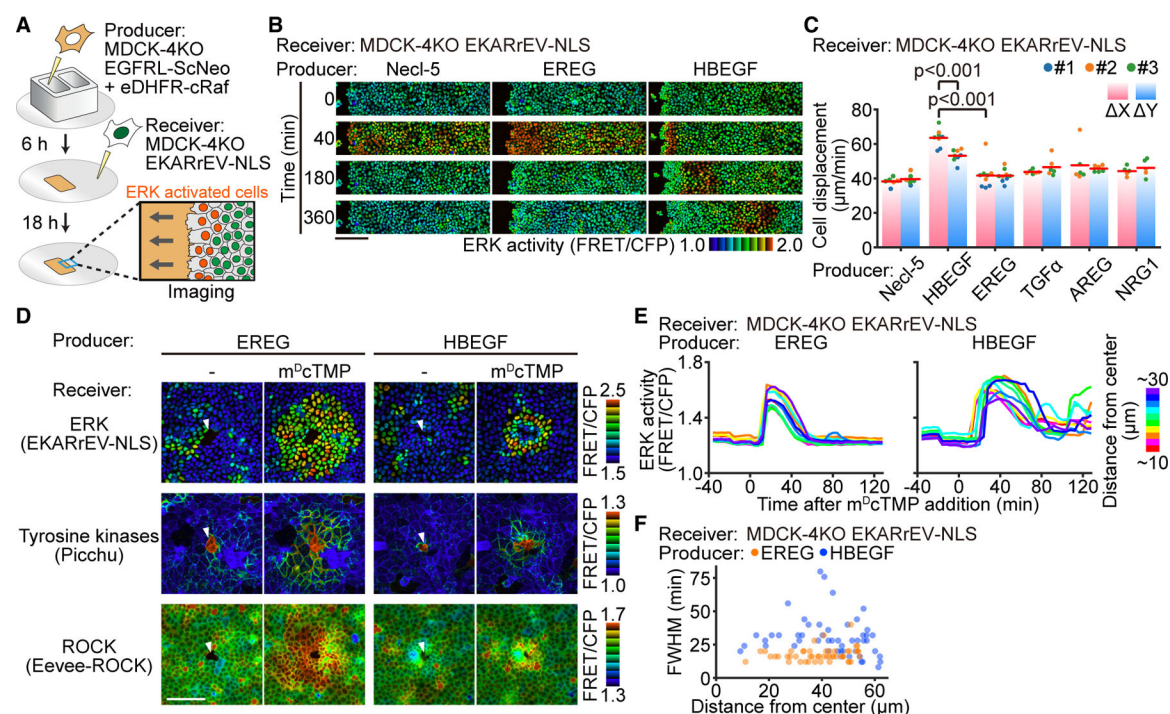 A
Producer:
MDCK-4KO
EGFRL-ScNeo
+ eDHFR-cRaf
6 h
Receiver:
MDCK-4KO
EKARrEV-NLS
ERK activated cells
18 h
Imaging
B
Receiver: MDCK-4KO EKARrEV-NLS
Producer: Necl-5 EREG HBEGF
Time (min)
0
40
180
360
ERK activity (FRET/CFP) 1.0 2.0
C
Receiver: MDCK-4KO EKARrEV-NLS
#1 #2 #3
p<0.001
p<0.001
ΔX ΔY
Cell displacement
(μm/min)
80
60
40
20
0
Producer: Necl-5 HBEGF EREG TGFα AREG NRG1
D
Producer: EREG HBEGF
- mDcTMP - mDcTMP
Receiver:
ERK
(EKARrEV-NLS)
2.5
FRET/CFP
1.5
Tyrosine kinases
(Picchu)
1.3
FRET/CFP
1.0
ROCK
(Eevee-ROCK)
1.7
FRET/CFP
1.3
E
Receiver: MDCK-4KO EKARrEV-NLS
Producer: EREG HBEGF
ERK activity
(FRET/CFP)
1.8
1.4
1.0
-40 0 40 80 120 -40 0 40 80 120
Time after mDcTMP addition (min)
Distance from center
(μm)
~30
~10
F
Receiver: MDCK-4KO EKARrEV-NLS
Producer: EREG HBEGF
FWHM (min)
75
50
25
0
0 20 40 60
Distance from center (μm)